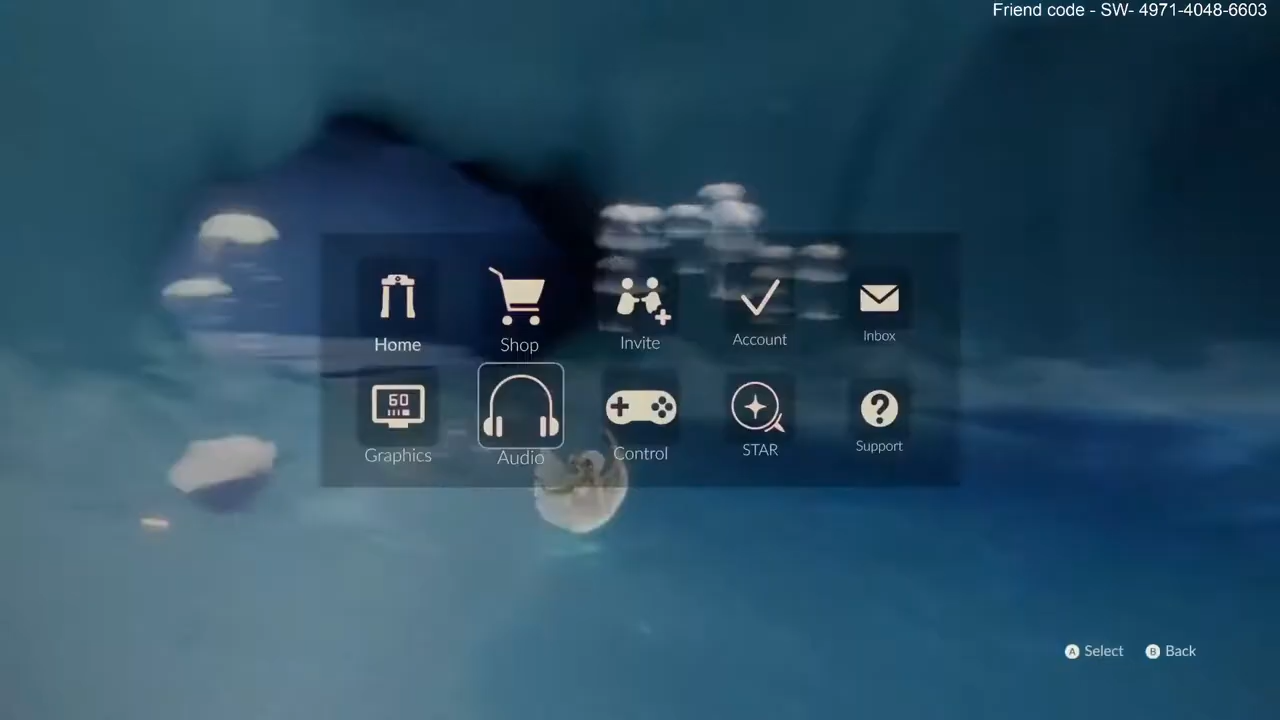 Friend code - SW- 4971-4048-6603
Home Shop Invite Account Inbox
60
Graphics Audio Control STAR Support
A Select B Back